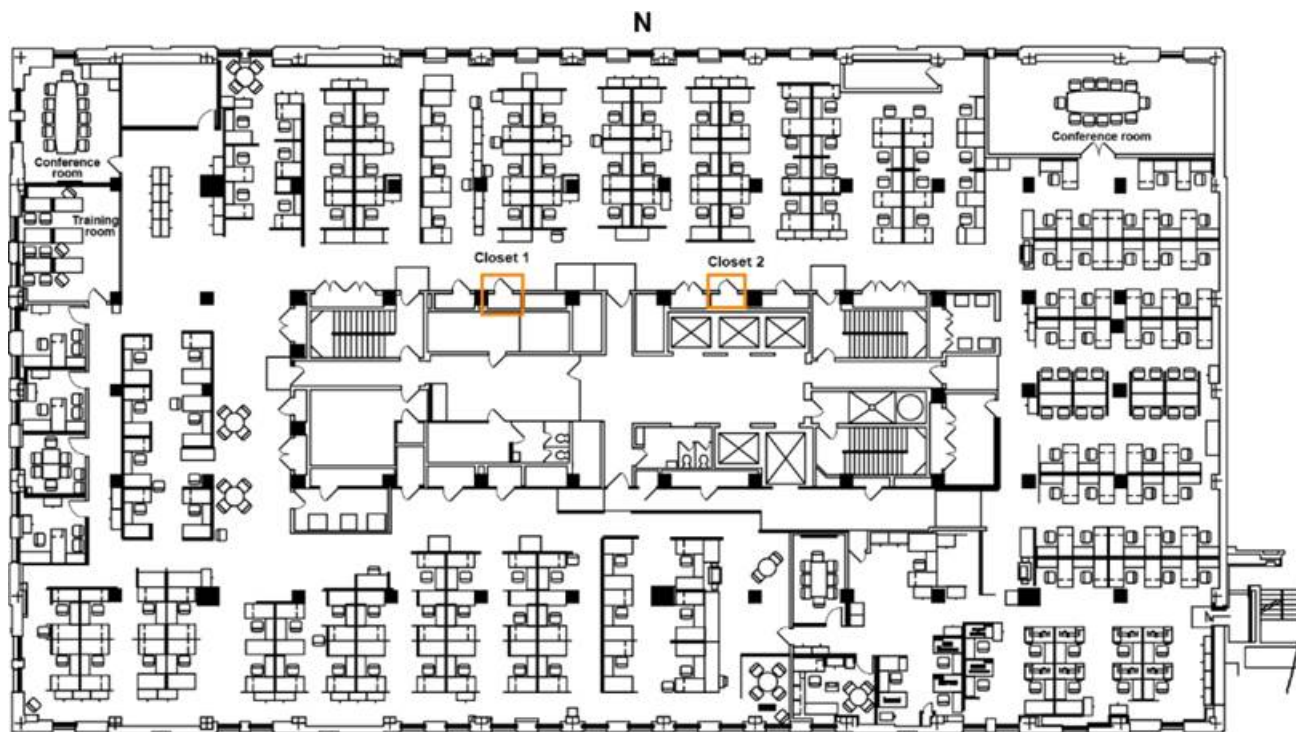 N
Conference
room
Conference room
Training
room
Closet 1
Closet 2